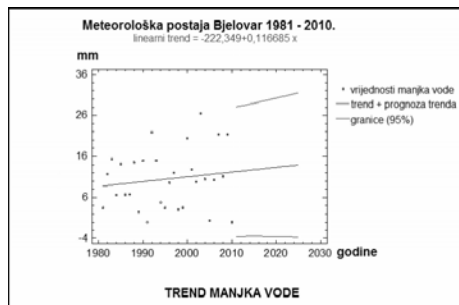 Meteorološka postaja Bjelovar 1981 - 2010.
linearni trend = -222,349+0,116685 x
mm
36
26
16
6
-4
1980 1990 2000 2010 2020 2030
godine
vrijednosti manjka vode
trend + prognoza trenda
granice (95%)
TREND MANJKA VODE